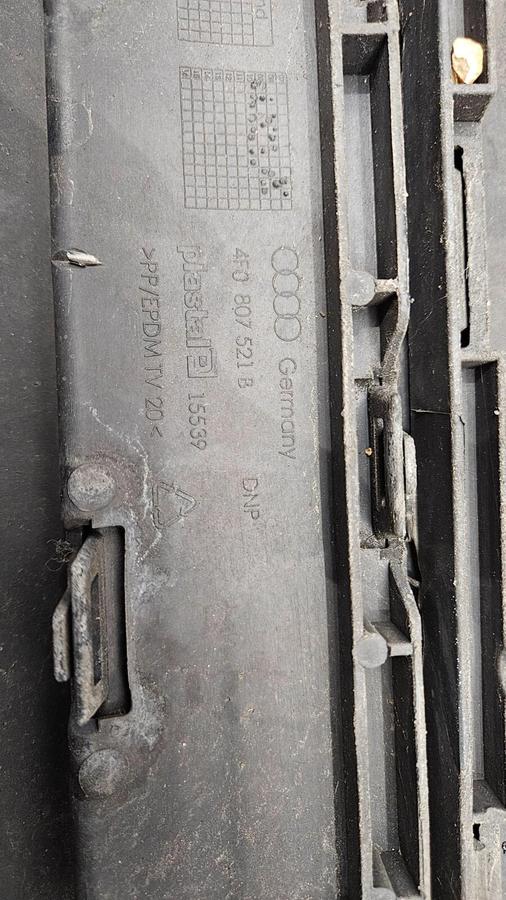 Germany
4F0 807 521 B DNP
plastal 15539
>PP/EPDM TV 20<